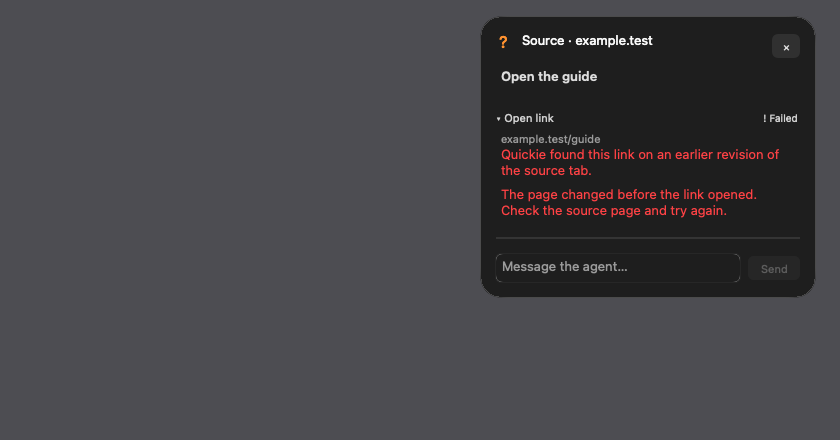 ? Source · example.test
×
Open the guide
▾ Open link ! Failed
example.test/guide
Quickie found this link on an earlier revision of
the source tab.
The page changed before the link opened.
Check the source page and try again.
Message the agent...
Send